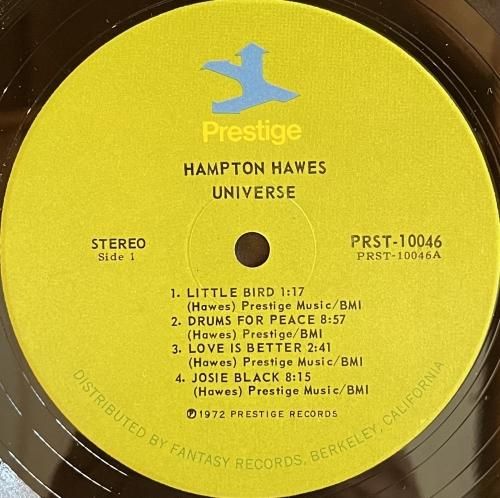 Prestige
HAMPTON HAWES
UNIVERSE
STEREO
Side 1
PRST-10046
PRST-10046A
1. LITTLE BIRD 1:17
(Hawes) Prestige Music/BMI
2. DRUMS FOR PEACE 8:57
(Hawes) Prestige/BMI
3. LOVE IS BETTER 2:41
(Hawes) Prestige Music/BMI
4. JOSIE BLACK 8:15
(Hawes) Prestige Music/BMI
℗1972 PRESTIGE RECORDS
DISTRIBUTED BY FANTASY RECORDS, BERKELEY, CALIFORNIA